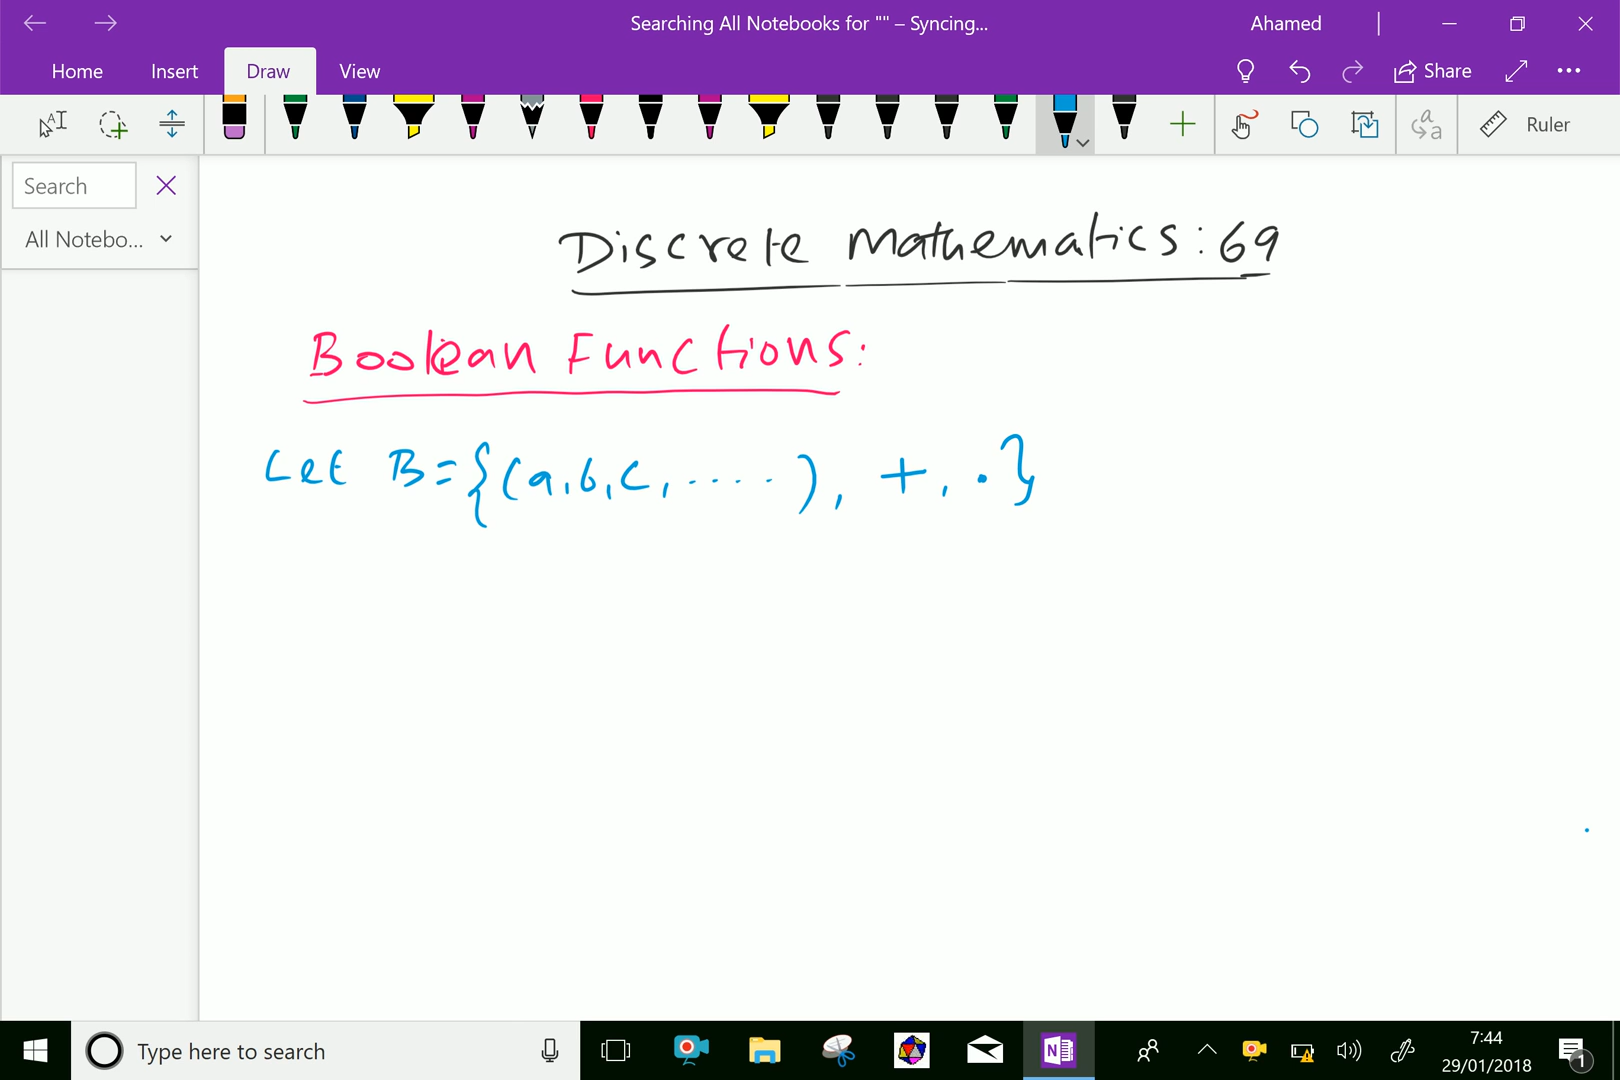 Searching All Notebooks for "" – Syncing...
Ahamed
Home Insert Draw View
Share
Ruler
Search
All Notebo...
Discrete Mathematics: 69
Boolean Functions:
Let B = {(a, b, c, .....), +, .}
Type here to search
N
7:44
29/01/2018
1